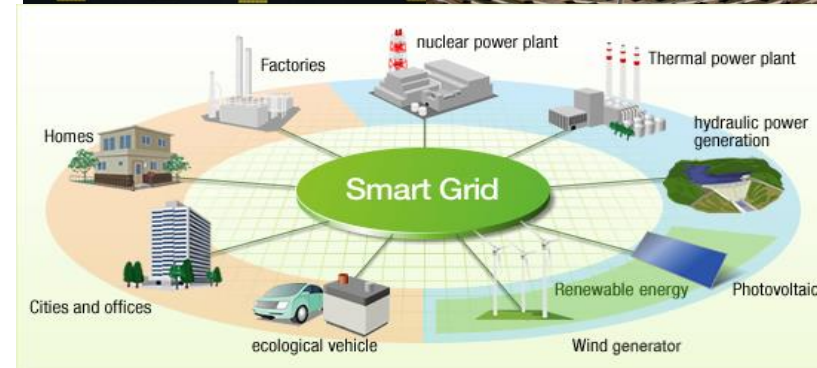 nuclear power plant
Factories
Thermal power plant
Homes
hydraulic power
generation
Smart Grid
Renewable energy
Photovoltaic
Cities and offices
ecological vehicle
Wind generator